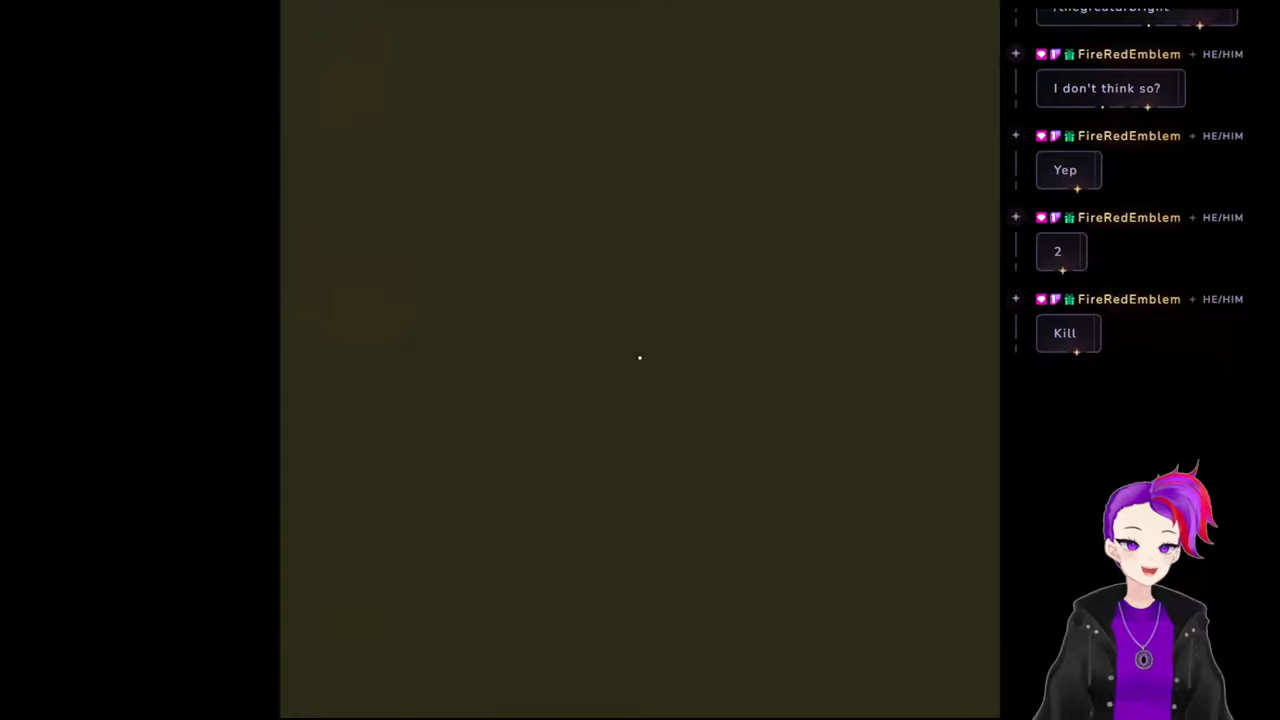 FireRedEmblem + HE/HIM
I don't think so?
FireRedEmblem + HE/HIM
Yep
FireRedEmblem + HE/HIM
2
FireRedEmblem + HE/HIM
Kill